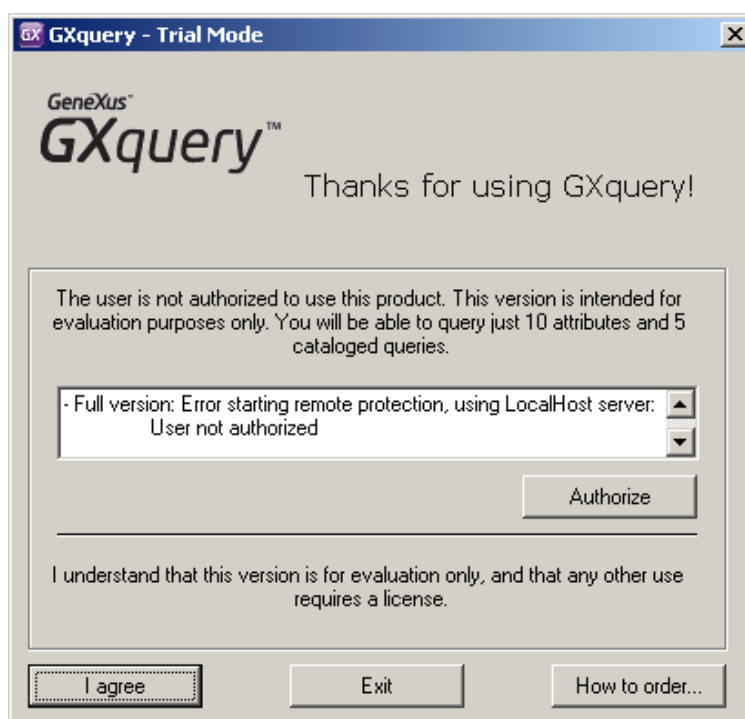 GX GXquery - Trial Mode
GeneXus™
GXquery™
Thanks for using GXquery!
The user is not authorized to use this product. This version is intended for
evaluation purposes only. You will be able to query just 10 attributes and 5
cataloged queries.
- Full version: Error starting remote protection, using LocalHost server:
User not authorized
Authorize
I understand that this version is for evaluation only, and that any other use
requires a license.
I agree
Exit
How to order...